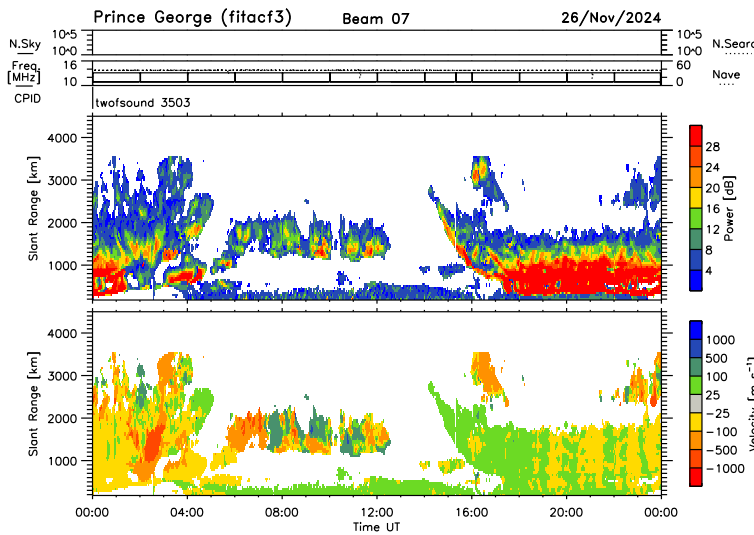 Prince George (fitacf3) Beam 07 26/Nov/2024
N.Sky 10^5 10^0 10^5 10^0
Freq. [MHz] 16 10 60 0 Nave
CPID twofsound 3503
Slant Range [km] 4000 3000 2000 1000
28 24 20 16 12 8 4 Power [dB]
Slant Range [km] 4000 3000 2000 1000
1000 500 100 25 -25 -100 -500 -1000
00:00 04:00 08:00 12:00 16:00 20:00 00:00
Time UT